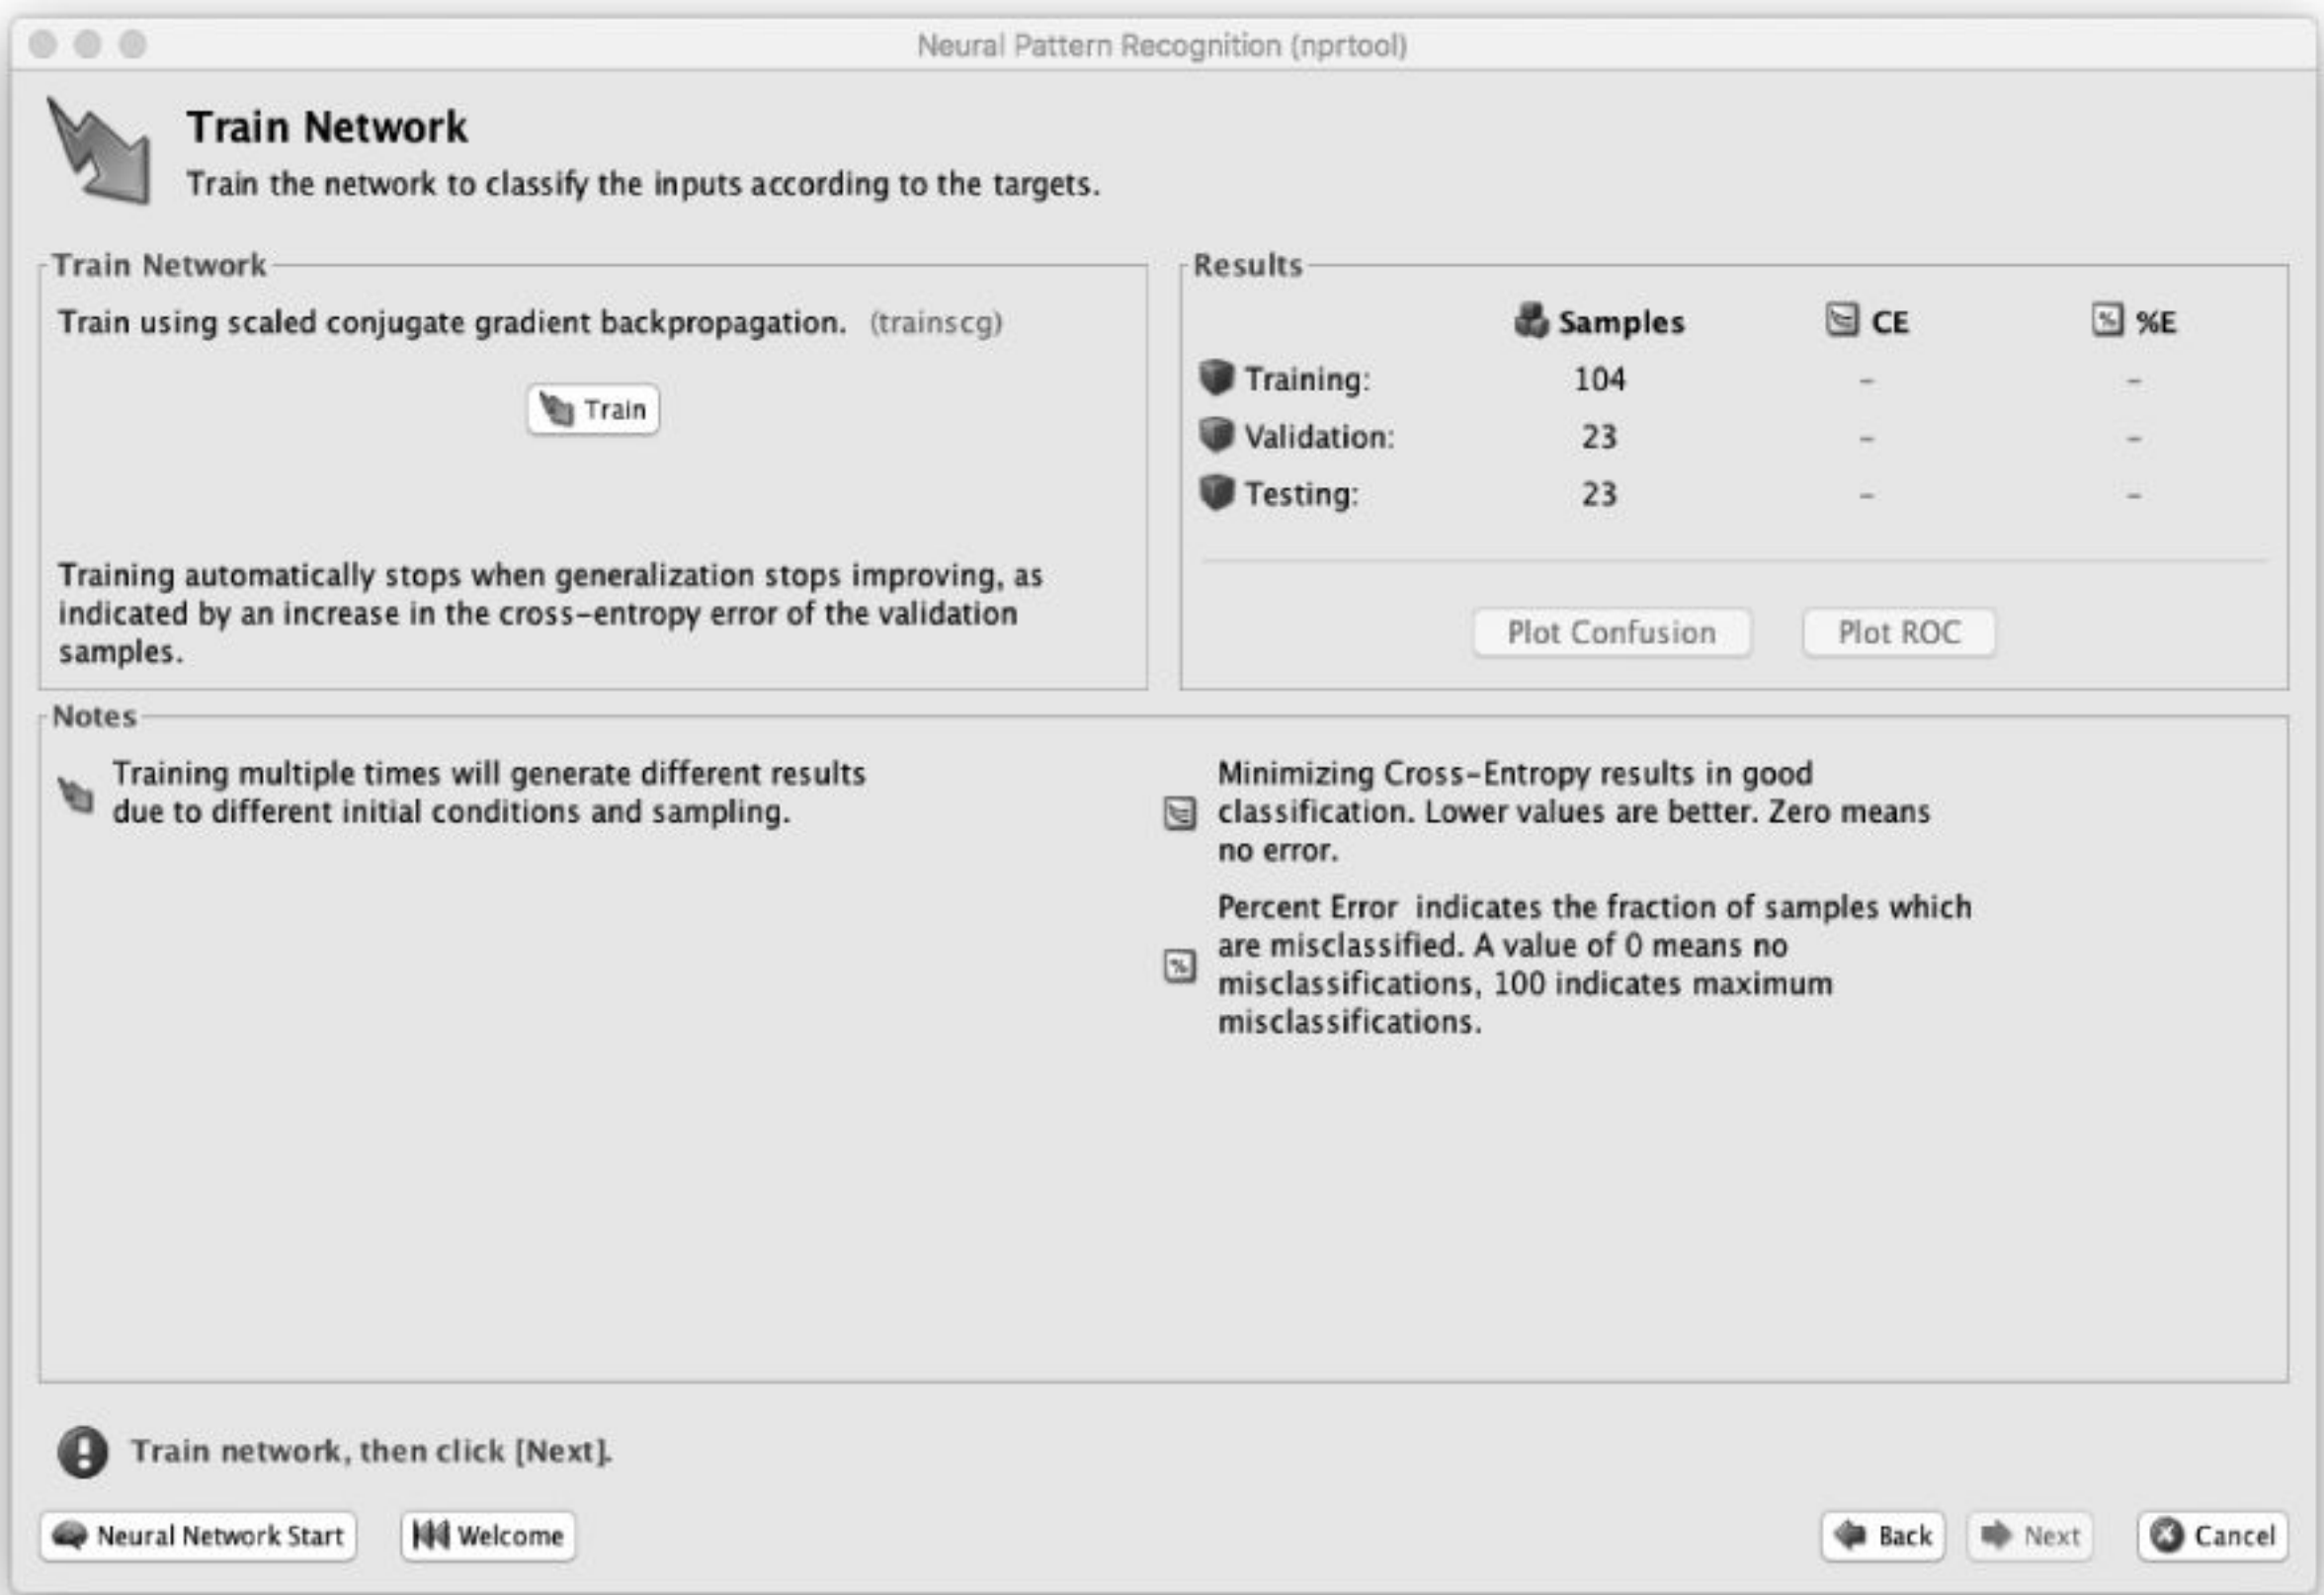 Neural Pattern Recognition (nprtool)
Train Network
Train the network to classify the inputs according to the targets.
Train Network
Train using scaled conjugate gradient backpropagation. (trainscg)
Train
Training automatically stops when generalization stops improving, as
indicated by an increase in the cross-entropy error of the validation
samples.
Results
Samples CE %E
Training: 104 - -
Validation: 23 - -
Testing: 23 - -
Plot Confusion Plot ROC
Notes
Training multiple times will generate different results
due to different initial conditions and sampling.
Minimizing Cross-Entropy results in good
classification. Lower values are better. Zero means
no error.
% Percent Error indicates the fraction of samples which
are misclassified. A value of 0 means no
misclassifications, 100 indicates maximum
misclassifications.
Train network, then click [Next].
Neural Network Start Welcome Back Next Cancel